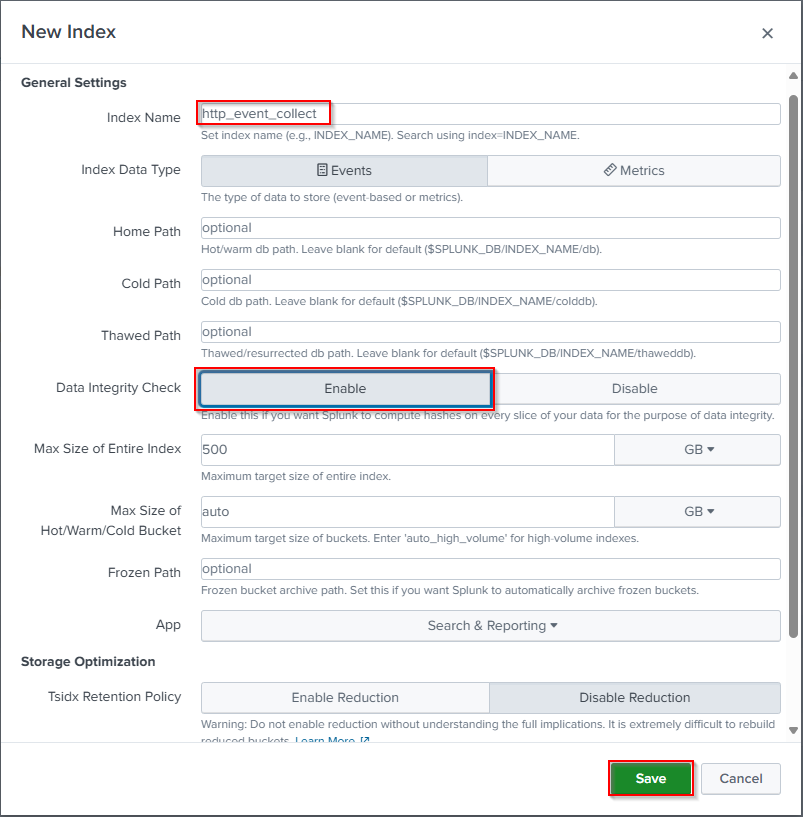 New Index
×
General Settings
Index Name http_event_collect
Set index name (e.g., INDEX_NAME). Search using index=INDEX_NAME.
Index Data Type Events Metrics
The type of data to store (event-based or metrics).
Home Path optional
Hot/warm db path. Leave blank for default ($SPLUNK_DB/INDEX_NAME/db).
Cold Path optional
Cold db path. Leave blank for default ($SPLUNK_DB/INDEX_NAME/colddb).
Thawed Path optional
Thawed/resurrected db path. Leave blank for default ($SPLUNK_DB/INDEX_NAME/thaweddb).
Data Integrity Check Enable Disable
Enable this if you want Splunk to compute hashes on every slice of your data for the purpose of data integrity.
Max Size of Entire Index 500 GB
Maximum target size of entire index.
Max Size of
Hot/Warm/Cold Bucket auto GB
Maximum target size of buckets. Enter 'auto_high_volume' for high-volume indexes.
Frozen Path optional
Frozen bucket archive path. Set this if you want Splunk to automatically archive frozen buckets.
App Search & Reporting
Storage Optimization
Tsidx Retention Policy Enable Reduction Disable Reduction
Warning: Do not enable reduction without understanding the full implications. It is extremely difficult to rebuild
reduced buckets. Learn More
Save Cancel